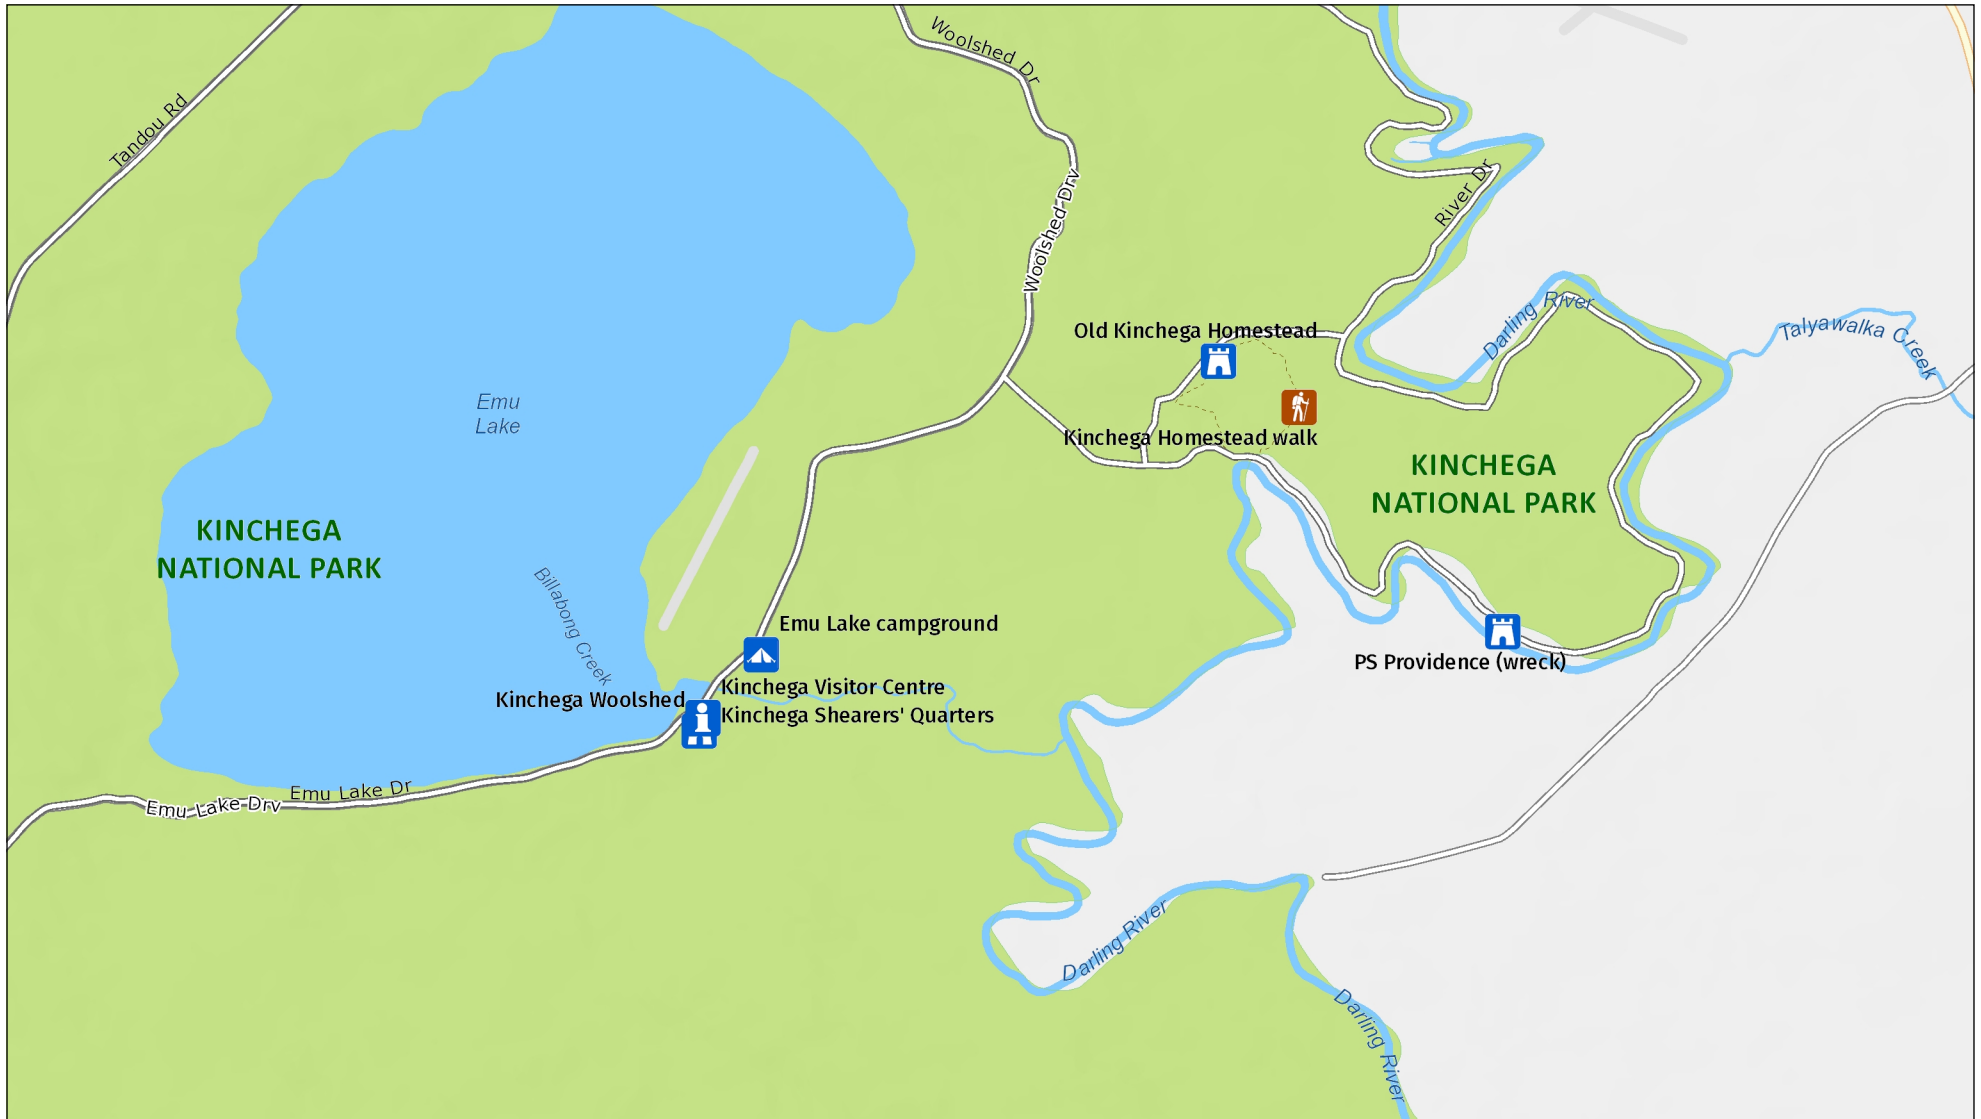 Woolshed Dr
Tandou Rd
Woolshed Drv
River Dr
Darling River
Talyawalka Creek
Old Kinchega Homestead
Emu
Lake
Kinchega Homestead walk
KINCHEGA
NATIONAL PARK
KINCHEGA
NATIONAL PARK
Billabong Creek
Emu Lake campground
PS Providence (wreck)
Kinchega Visitor Centre
Kinchega Woolshed
Kinchega Shearers' Quarters
Emu Lake Dr
Emu Lake Drv
Darling River
Darling River